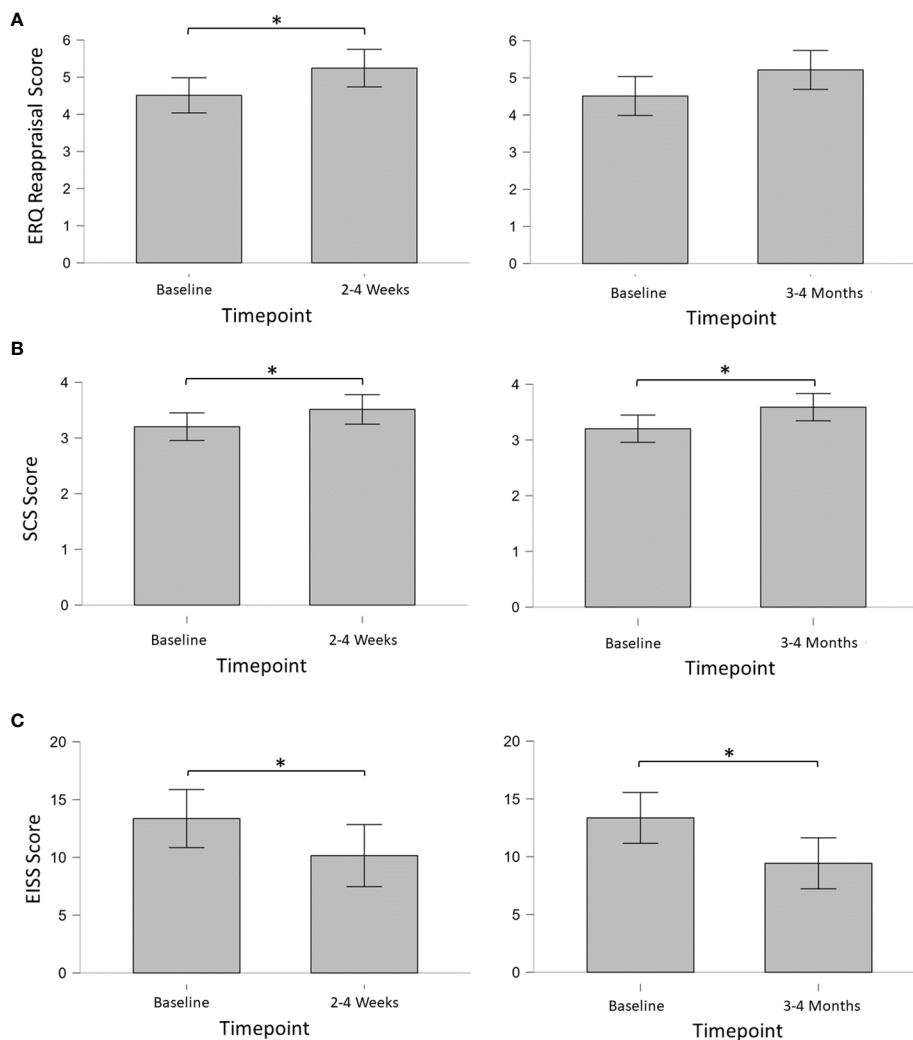 A
ERQ Reappraisal Score
6
5
4
3
2
1
0
*
Baseline
2-4 Weeks
Timepoint
6
5
4
3
2
1
0
Baseline
3-4 Months
Timepoint
B
SCS Score
4
3
2
1
0
*
Baseline
2-4 Weeks
Timepoint
4
3
2
1
0
*
Baseline
3-4 Months
Timepoint
C
EISS Score
20
15
10
5
0
*
Baseline
2-4 Weeks
Timepoint
20
15
10
5
0
*
Baseline
3-4 Months
Timepoint